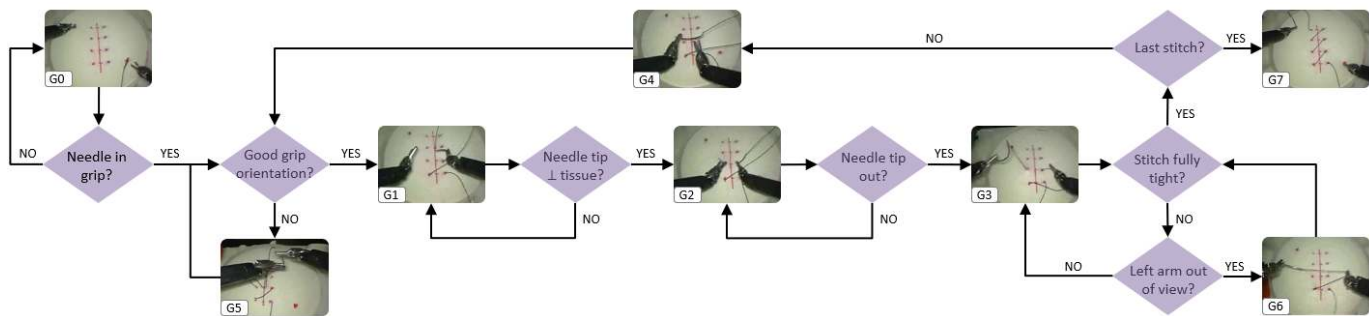 G0
NO
Needle in
grip?
YES
Good grip
orientation?
NO
G5
YES
G1
Needle tip
⊥ tissue?
NO
YES
G2
Needle tip
out?
NO
YES
G3
Stitch fully
tight?
NO
Left arm out
of view?
NO
YES
G6
YES
Last stitch?
NO
G4
YES
G7